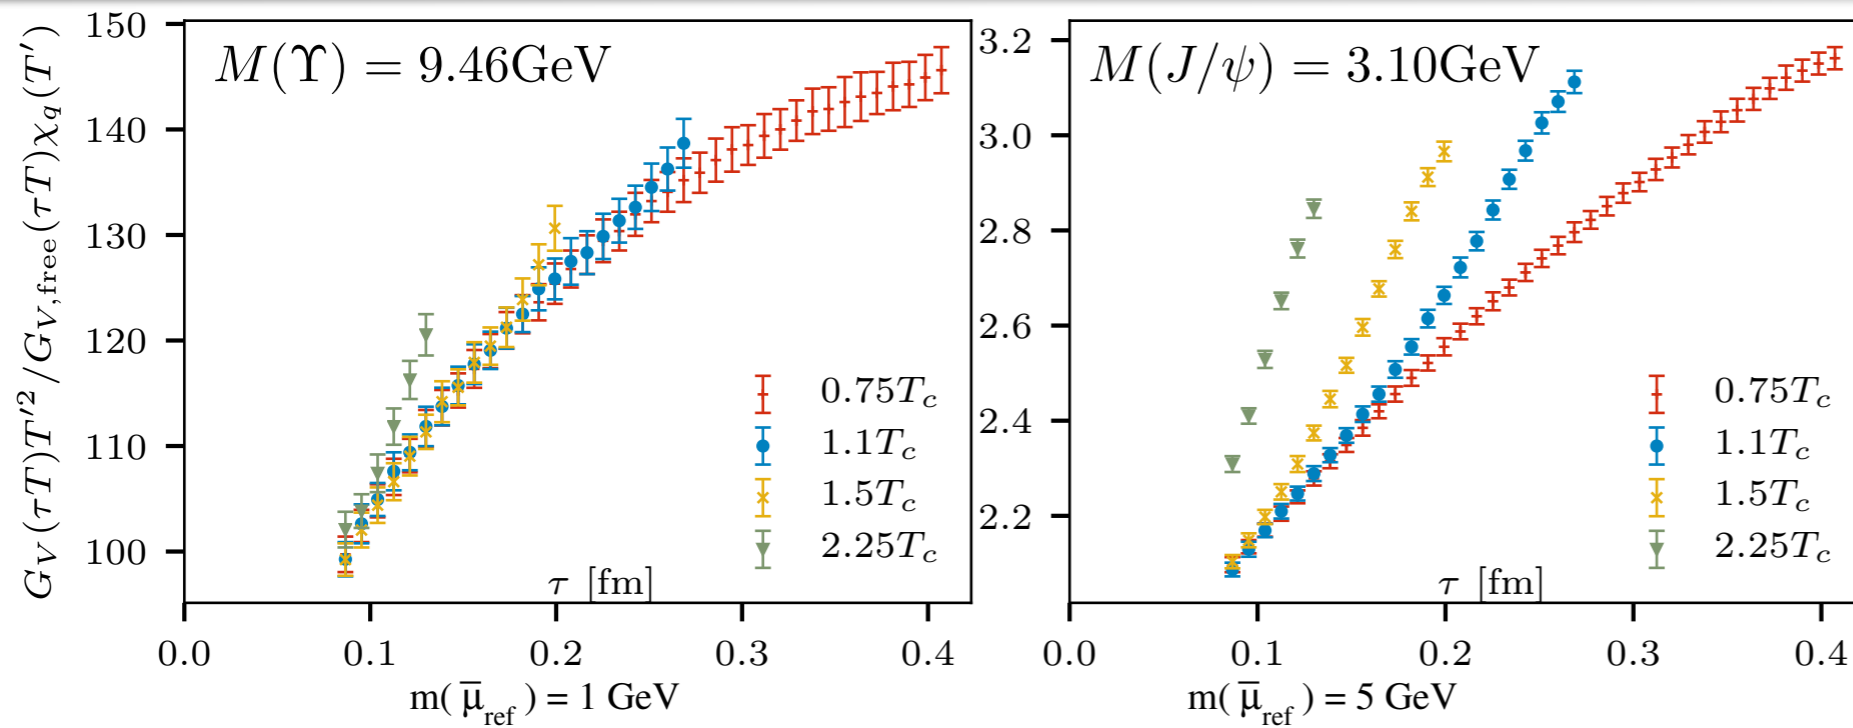 G_V(τT)T'^2/G_{V,free}(τT)χ_q(T')
M(Υ) = 9.46GeV
150
140
130
120
110
100
0.75T_c
1.1T_c
1.5T_c
2.25T_c
τ [fm]
0.0 0.1 0.2 0.3 0.4
m( μ̅_ref ) = 1 GeV
M(J/ψ) = 3.10GeV
3.2
3.0
2.8
2.6
2.4
2.2
0.75T_c
1.1T_c
1.5T_c
2.25T_c
τ [fm]
0.0 0.1 0.2 0.3 0.4
m( μ̅_ref ) = 5 GeV